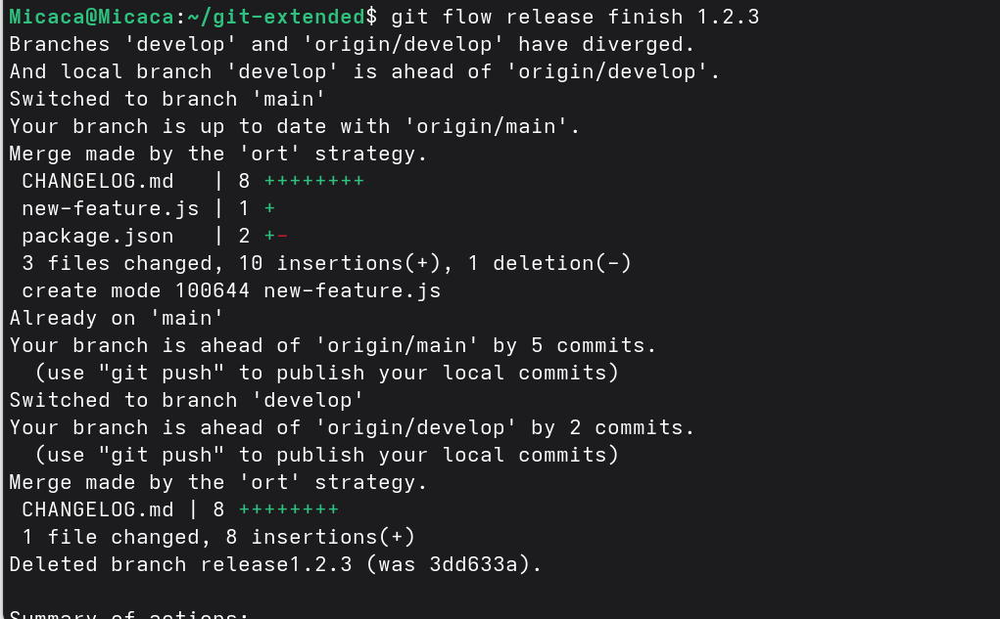 Micaca@Micaca:~/git-extended$ git flow release finish 1.2.3
Branches 'develop' and 'origin/develop' have diverged.
And local branch 'develop' is ahead of 'origin/develop'.
Switched to branch 'main'
Your branch is up to date with 'origin/main'.
Merge made by the 'ort' strategy.
 CHANGELOG.md   | 8 ++++++++
 new-feature.js | 1 +
 package.json   | 2 +-
 3 files changed, 10 insertions(+), 1 deletion(-)
 create mode 100644 new-feature.js
Already on 'main'
Your branch is ahead of 'origin/main' by 5 commits.
  (use "git push" to publish your local commits)
Switched to branch 'develop'
Your branch is ahead of 'origin/develop' by 2 commits.
  (use "git push" to publish your local commits)
Merge made by the 'ort' strategy.
 CHANGELOG.md | 8 ++++++++
 1 file changed, 8 insertions(+)
Deleted branch release1.2.3 (was 3dd633a).
Summary of actions: